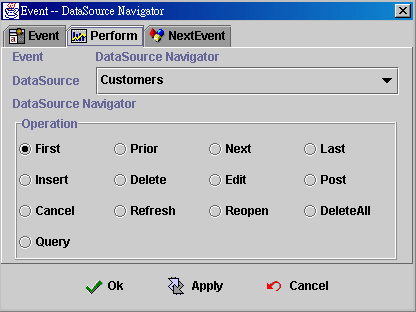 Event -- DataSource Navigator
Event Perform NextEvent
Event DataSource Navigator
DataSource Customers
DataSource Navigator
Operation
First Prior Next Last
Insert Delete Edit Post
Cancel Refresh Reopen DeleteAll
Query
Ok Apply Cancel